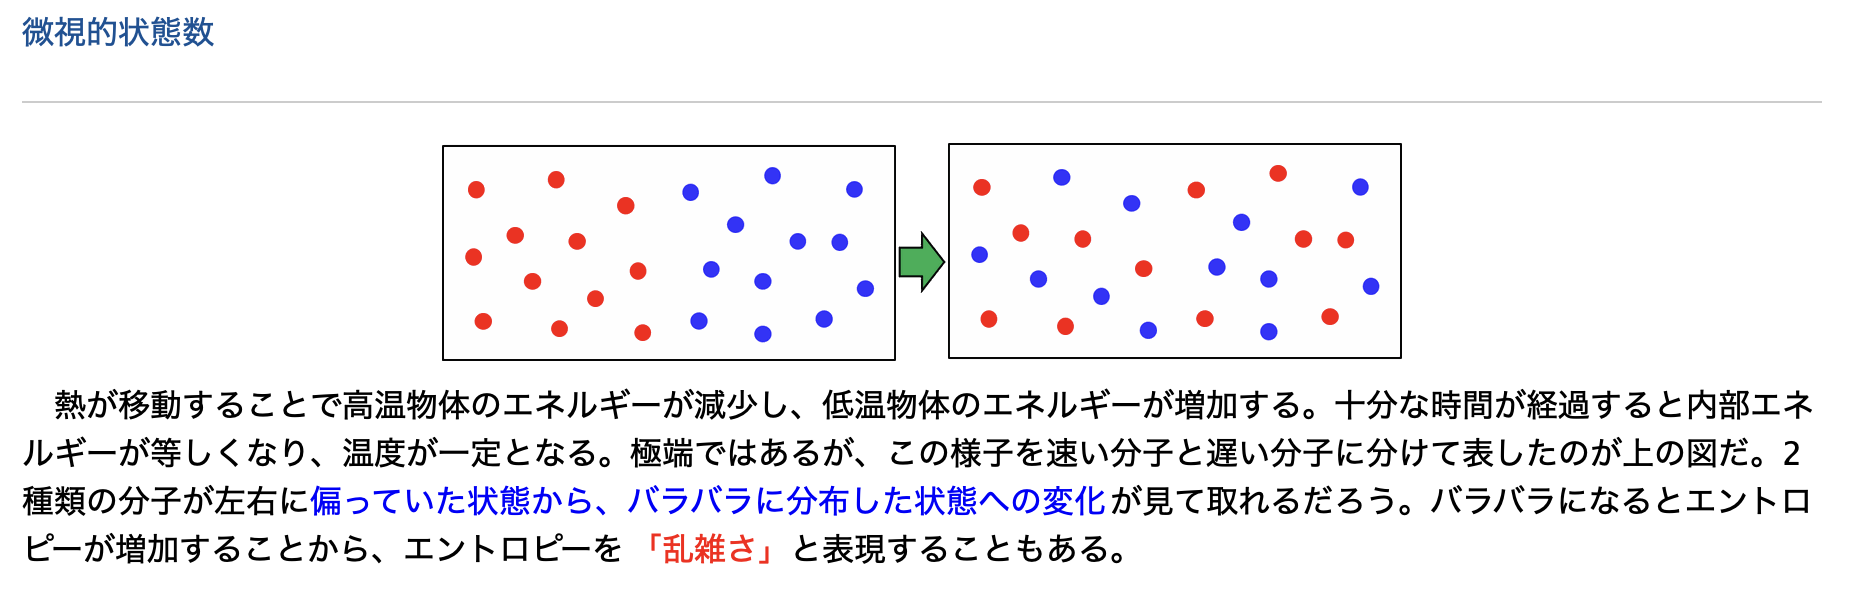 微視的状態数
熱が移動することで高温物体のエネルギーが減少し、低温物体のエネルギーが増加する。十分な時間が経過すると内部エネ
ルギーが等しくなり、温度が一定となる。極端ではあるが、この様子を速い分子と遅い分子に分けて表したのが上の図だ。2
種類の分子が左右に偏っていた状態から、バラバラに分布した状態への変化が見て取れるだろう。バラバラになるとエントロ
ピーが増加することから、エントロピーを「乱雑さ」と表現することもある。